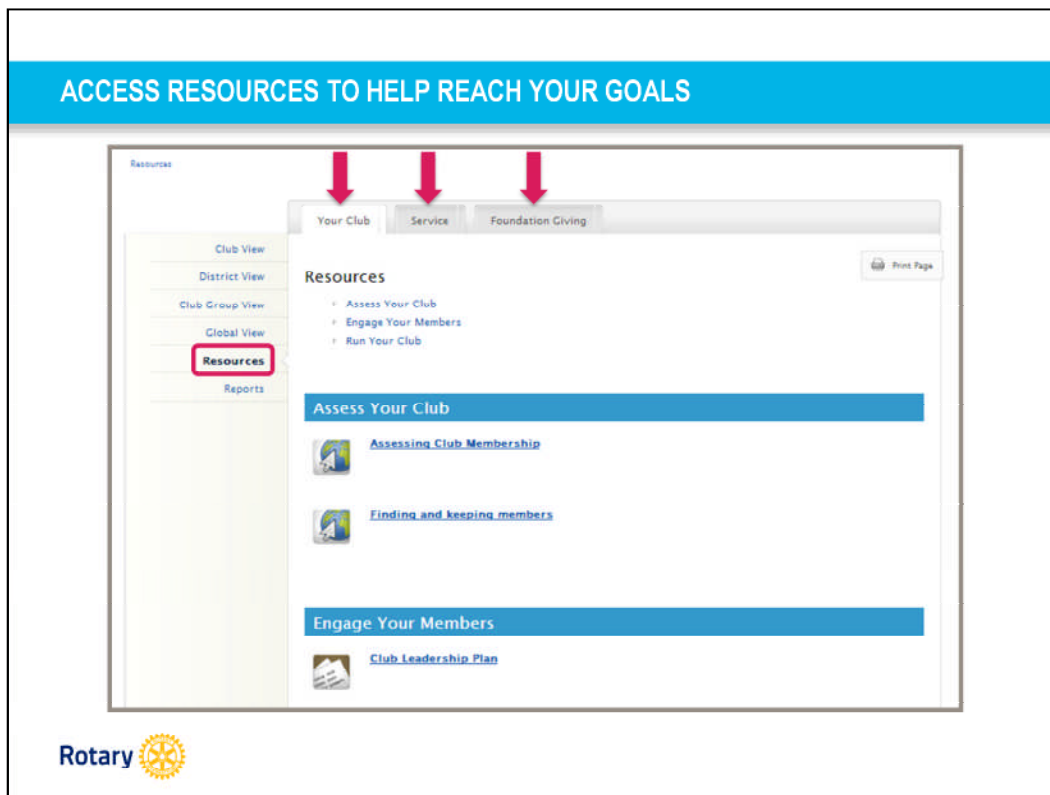 ACCESS RESOURCES TO HELP REACH YOUR GOALS
Resources
Your Club
Service
Foundation Giving
Club View
District View
Club Group View
Global View
Resources
Reports
Print Page
Resources
Assess Your Club
Engage Your Members
Run Your Club
Assess Your Club
Assessing Club Membership
Finding and keeping members
Engage Your Members
Club Leadership Plan
Rotary